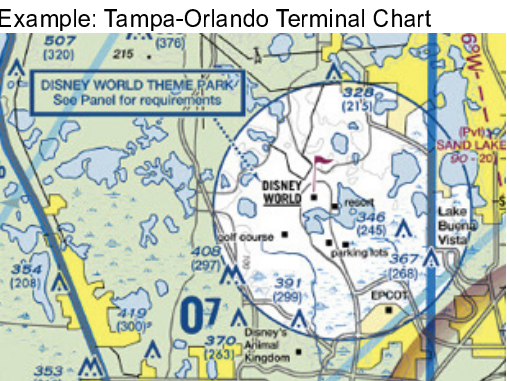 Example: Tampa-Orlando Terminal Chart
507
(320)
215
(376)
DISNEY WORLD THEME PARK
See Panel for requirements
328
(215)
6°W
(Pvt)
SAND LAKE
90 - 20
DISNEY
WORLD
resort
346
(245)
Lake
Buena
Vista
golf course
parking lots
408
(297)
367
(268)
354
(208)
391
(299)
EPCOT
07
419
(300)
370
(263)
Disney's
Animal
Kingdom
353